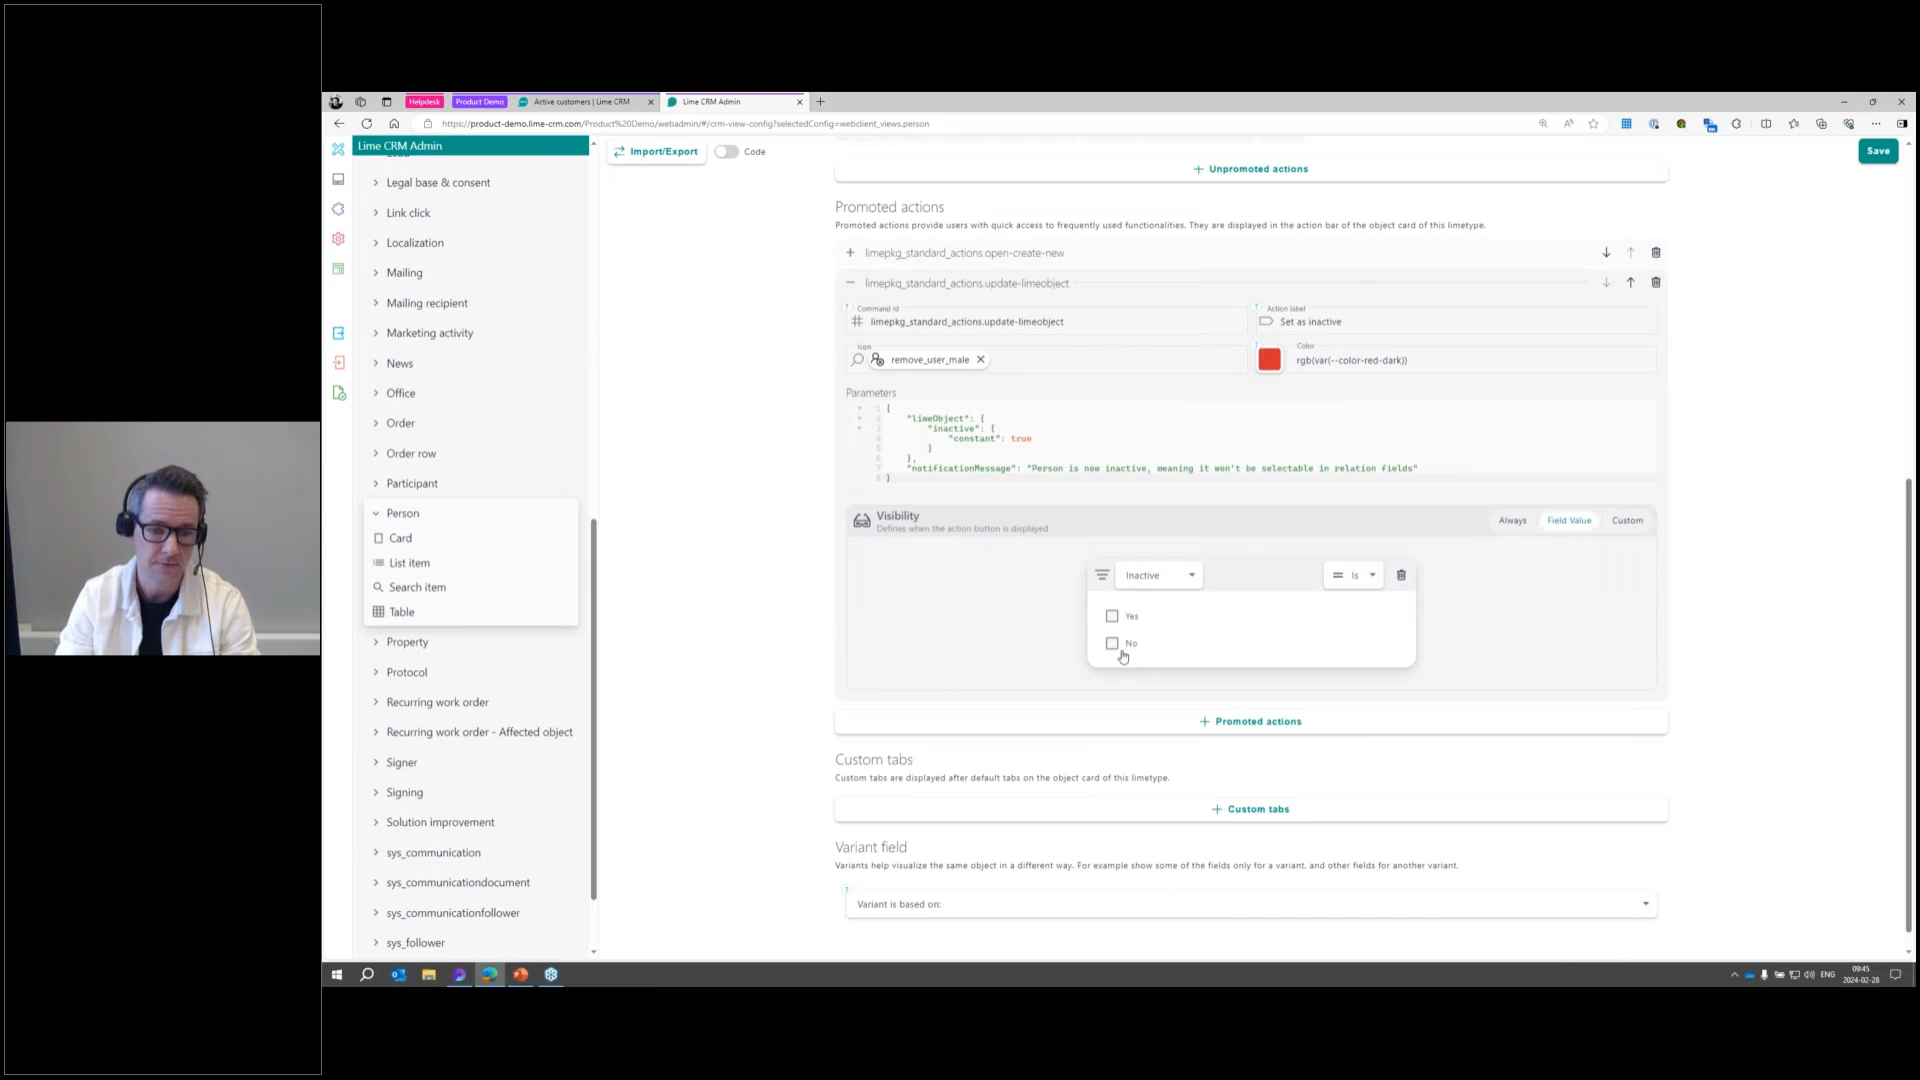 Helpdesk
Product Demo
Active customers | Lime CRM
Lime CRM Admin
https://product-demo.lime-crm.com/Product%20Demo/webadmin/#/crm-view-config?selectedConfig=webclient_views.person
Lime CRM Admin
Import/Export
Code
Save
Legal base & consent
Link click
Localization
Mailing
Mailing recipient
Marketing activity
News
Office
Order
Order row
Participant
Person
Card
List item
Search item
Table
Property
Protocol
Recurring work order
Recurring work order - Affected object
Signer
Signing
Solution improvement
sys_communication
sys_communicationdocument
sys_communicationfollower
sys_follower
+ Unpromoted actions
Promoted actions
Promoted actions provide users with quick access to frequently used functionalities. They are displayed in the action bar of the object card of this limetype.
limepkg_standard_actions.open-create-new
limepkg_standard_actions.update-limeobject
Command id
limepkg_standard_actions.update-limeobject
Action label
Set as inactive
Icon
remove_user_male
Color
rgb(var(--color-red-dark))
Parameters
1 {
2 "limeObject": {
3 "inactive": {
4 "constant": true
5 }
6 },
7 "notificationMessage": "Person is now inactive, meaning it won't be selectable in relation fields"
8 }
Visibility
Defines when the action button is displayed
Always
Field Value
Custom
Inactive
= Is
Yes
No
+ Promoted actions
Custom tabs
Custom tabs are displayed after default tabs on the object card of this limetype.
+ Custom tabs
Variant field
Variants help visualize the same object in a different way. For example show some of the fields only for a variant, and other fields for another variant.
Variant is based on:
ENG
09:45
2024-02-28